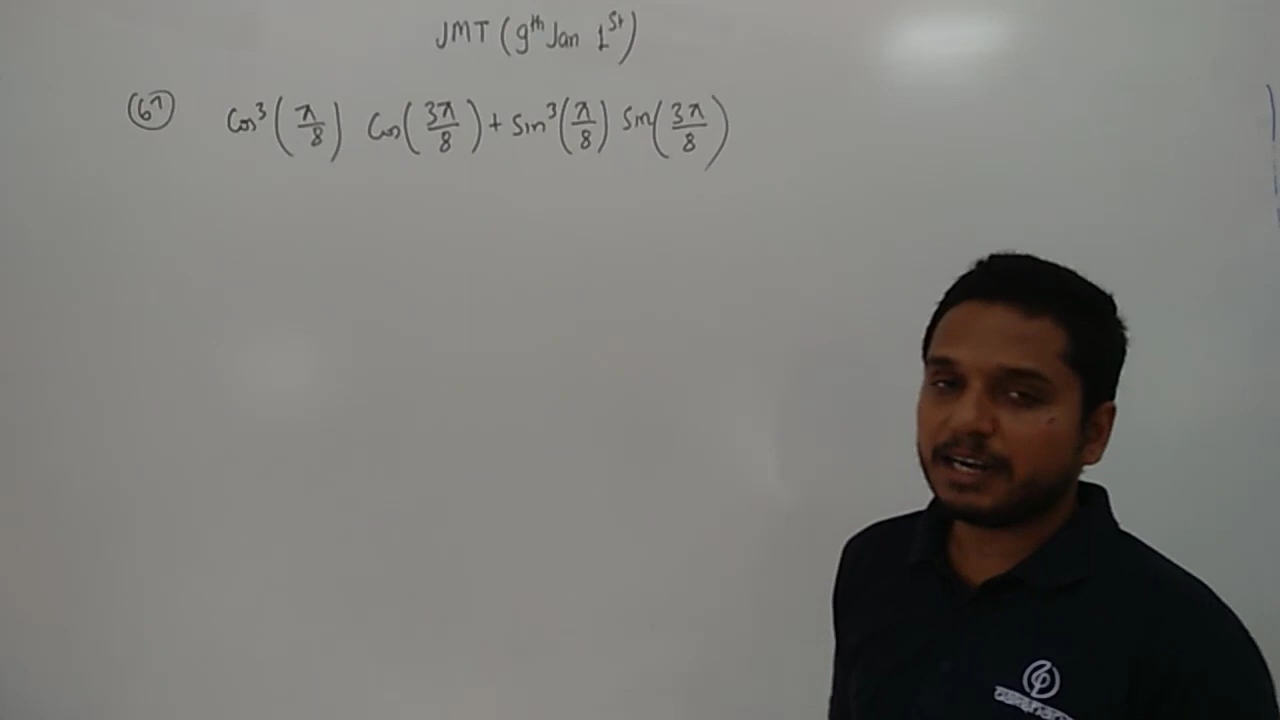 JMT (9th Jan 1st)
67 Cos³(π/8) Cos(3π/8) + Sin³(π/8) Sin(3π/8)